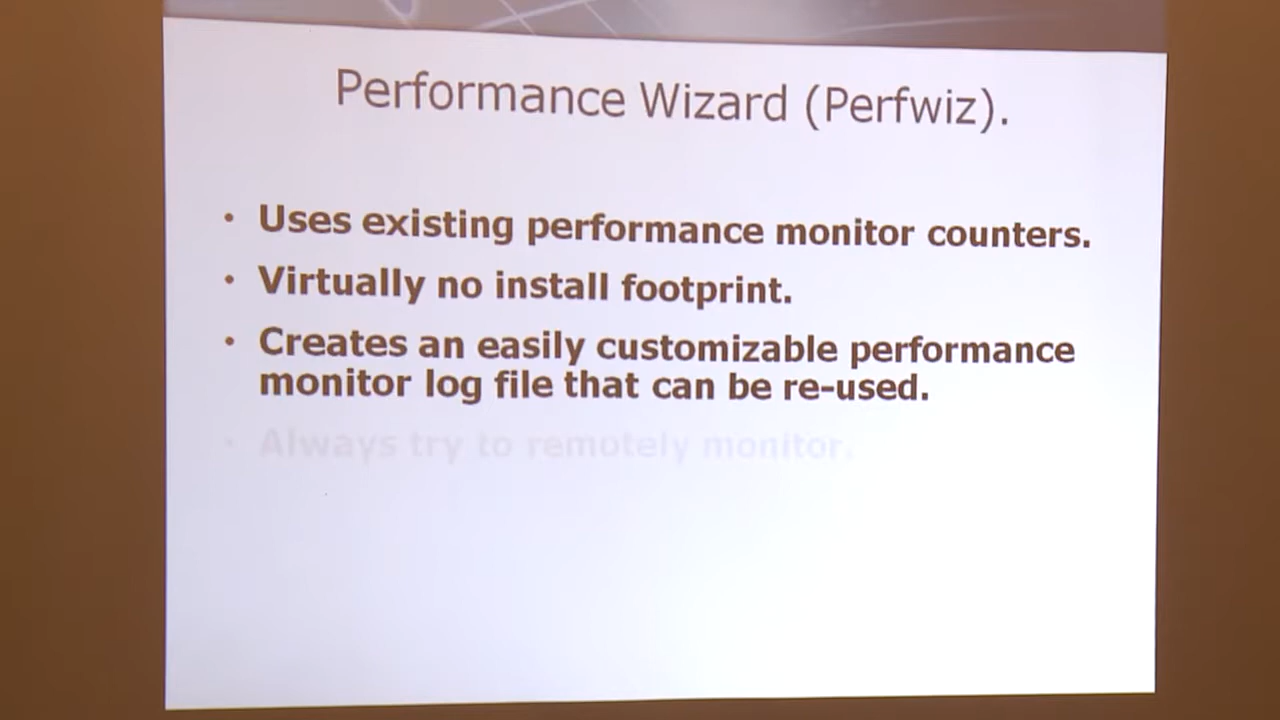 Performance Wizard (Perfwiz).
• Uses existing performance monitor counters.
• Virtually no install footprint.
• Creates an easily customizable performance
monitor log file that can be re-used.
• Always try to remotely monitor.